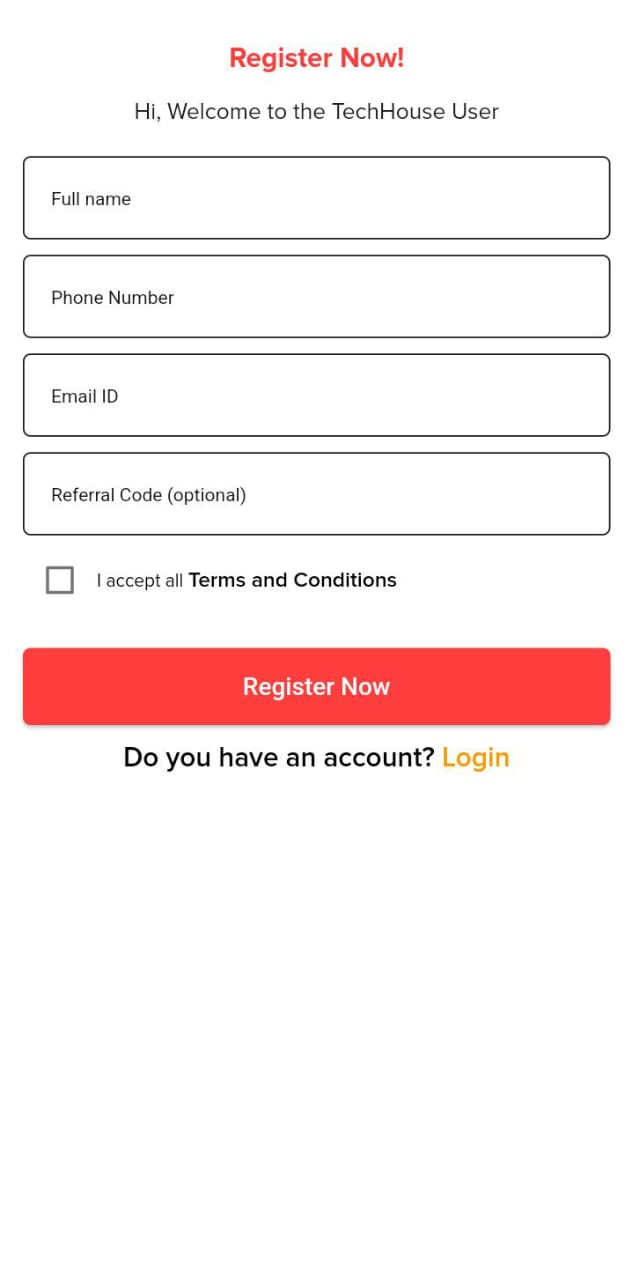 Register Now!
Hi, Welcome to the TechHouse User
Full name
Phone Number
Email ID
Referral Code (optional)
I accept all Terms and Conditions
Register Now
Do you have an account? Login